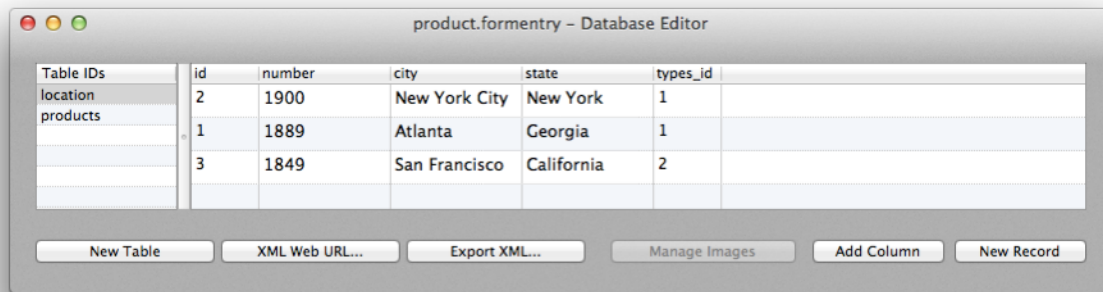 product.formentry – Database Editor
Table IDs id number city state types_id
location 2 1900 New York City New York 1
products
1 1889 Atlanta Georgia 1
3 1849 San Francisco California 2
New Table XML Web URL... Export XML... Manage Images Add Column New Record